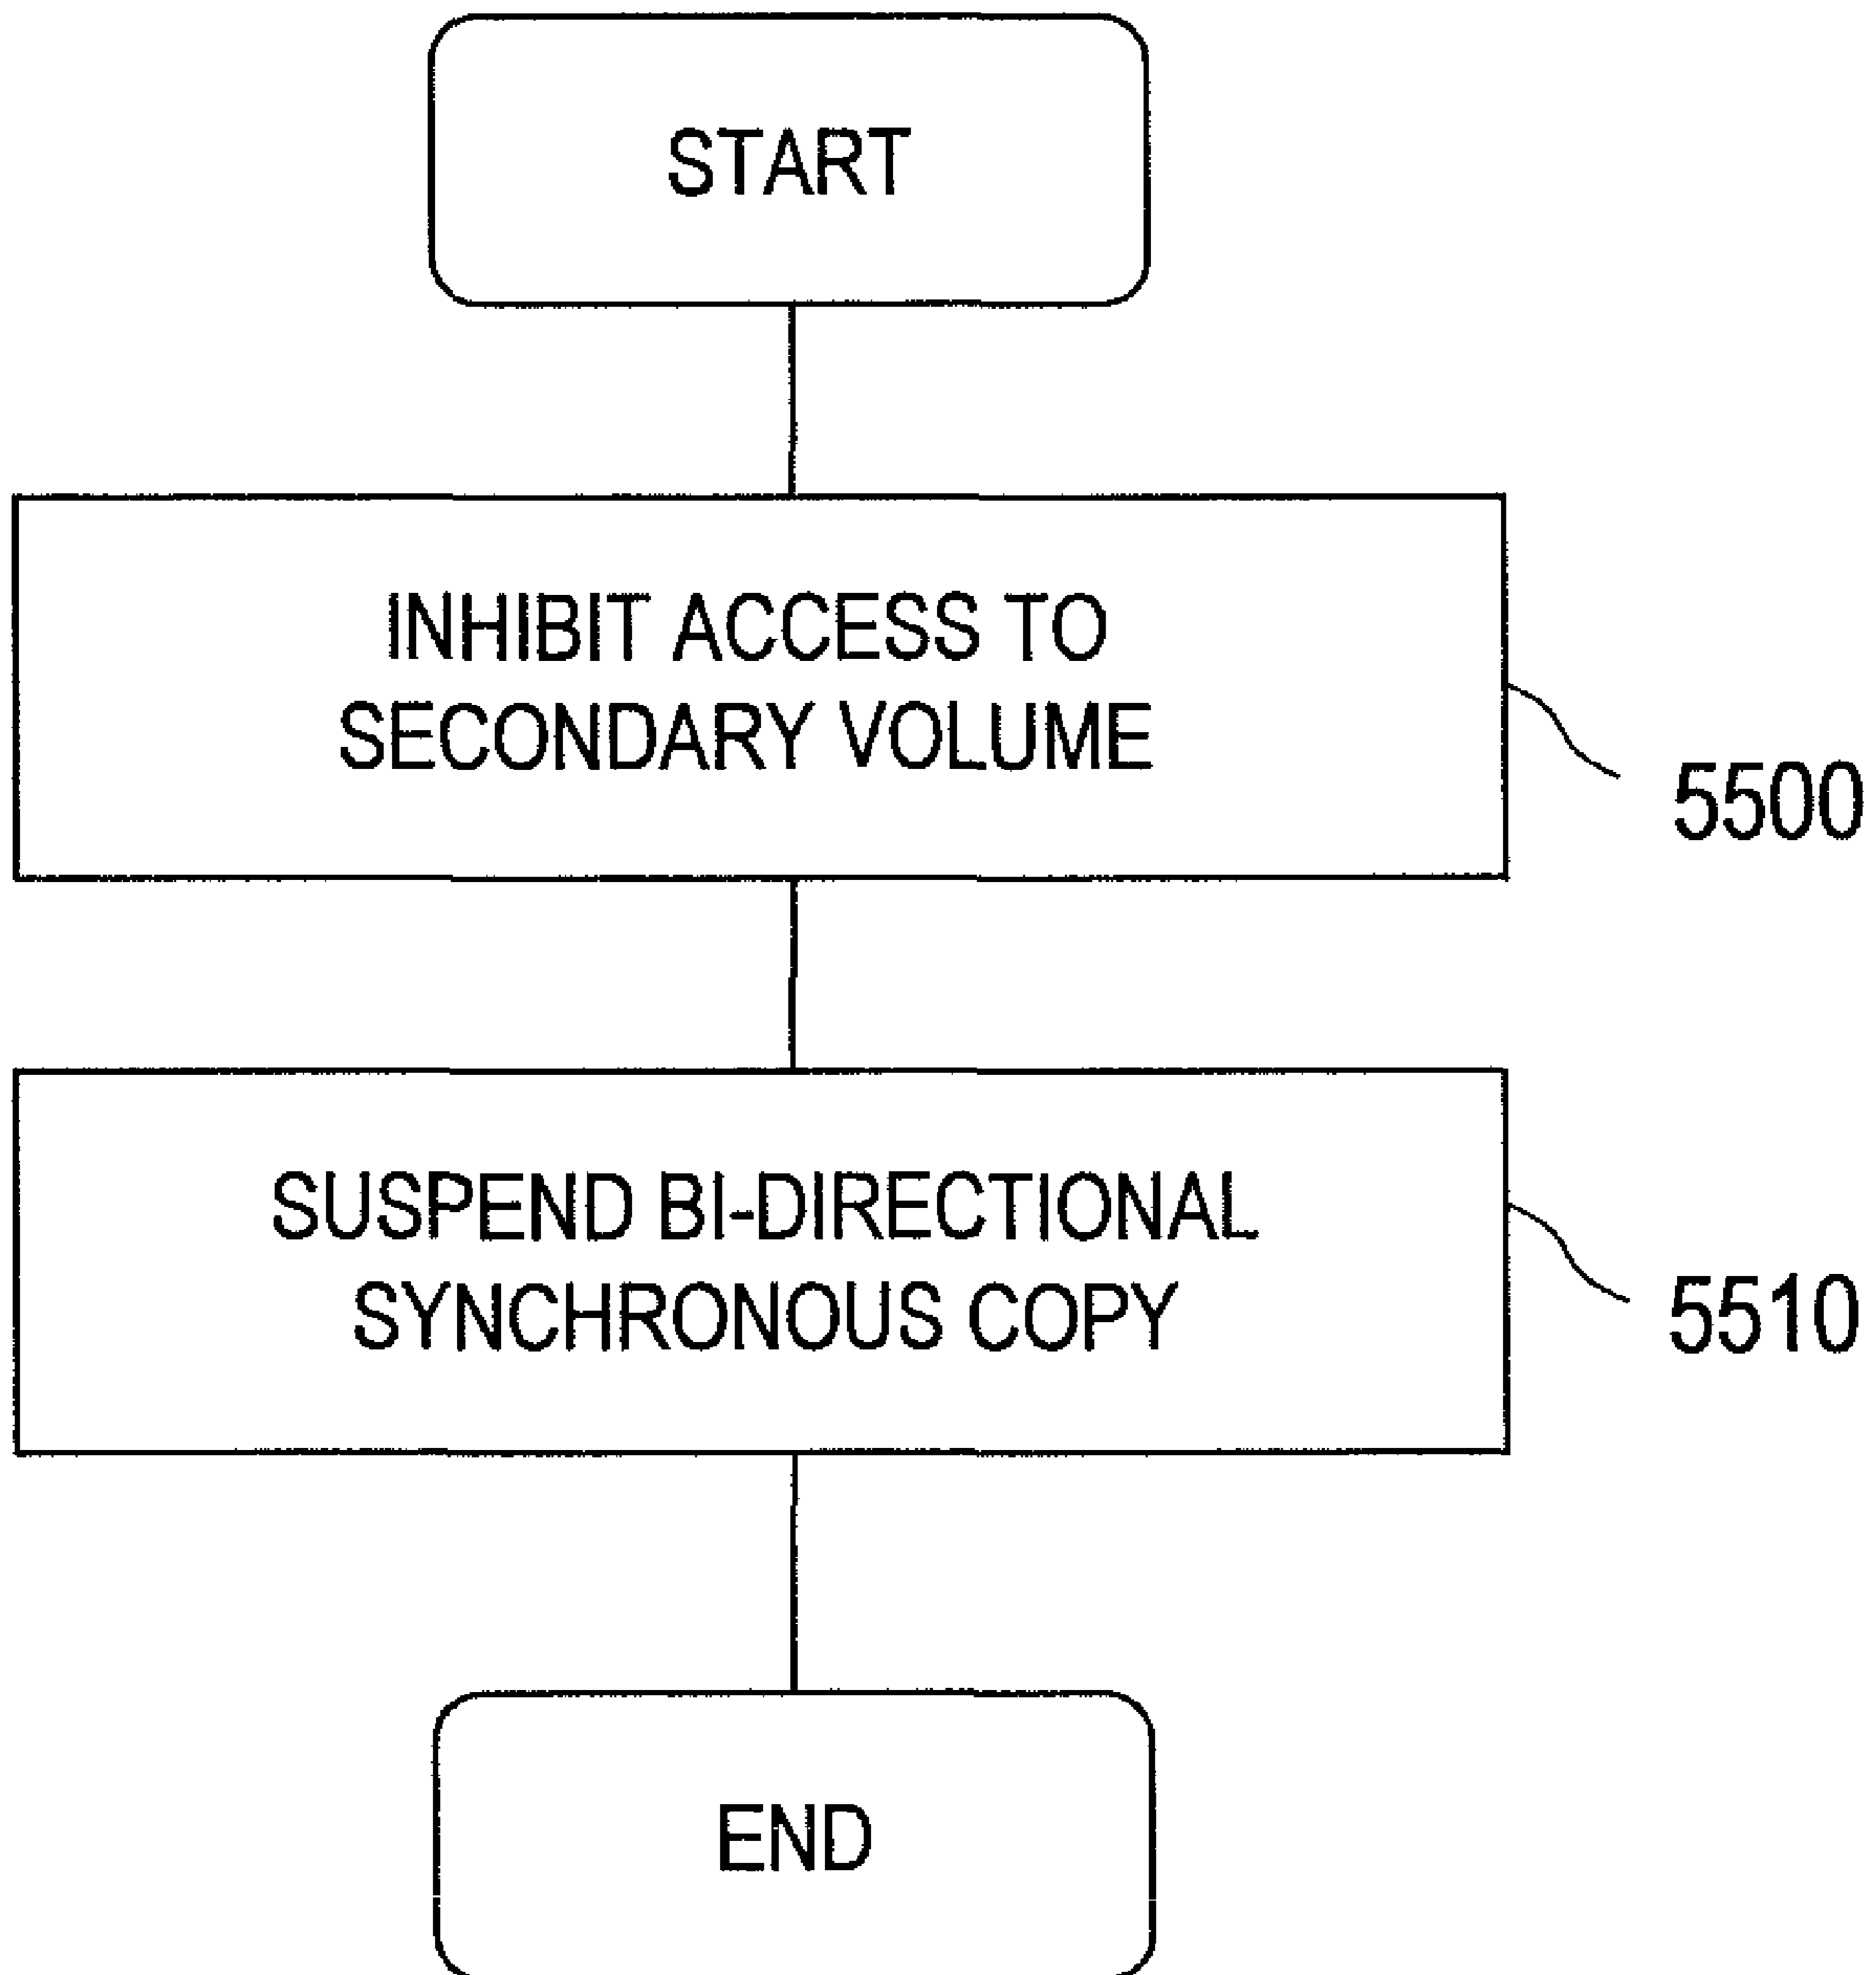 START
INHIBIT ACCESS TO
SECONDARY VOLUME
5500
SUSPEND BI-DIRECTIONAL
SYNCHRONOUS COPY
5510
END